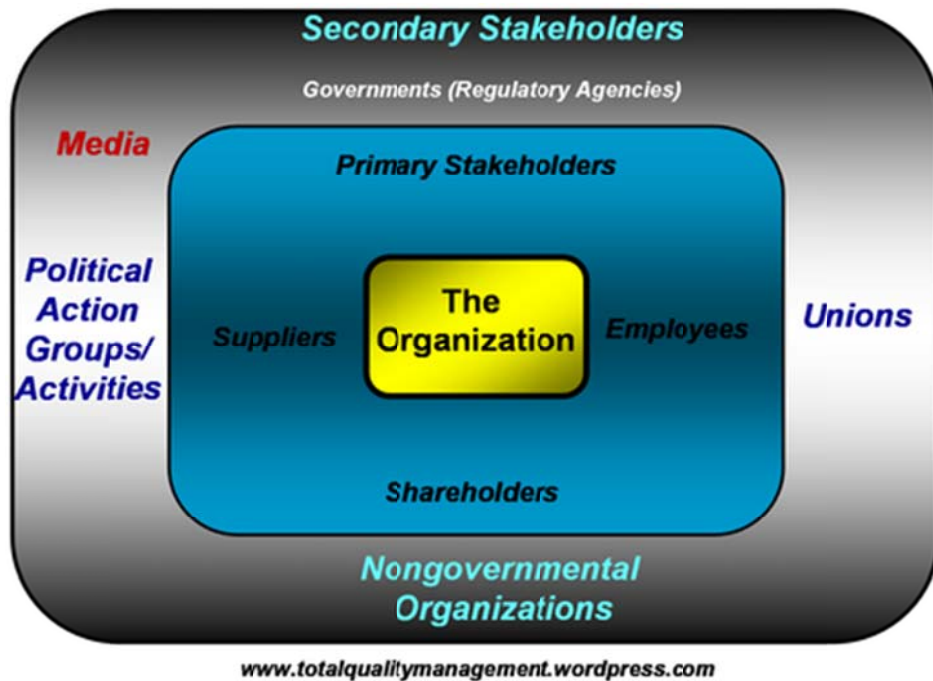 Secondary Stakeholders
Governments (Regulatory Agencies)
Media
Primary Stakeholders
Political
Action
Groups/
Activities
Suppliers
The
Organization
Employees
Unions
Shareholders
Nongovernmental
Organizations
www.totalqualitymanagement.wordpress.com